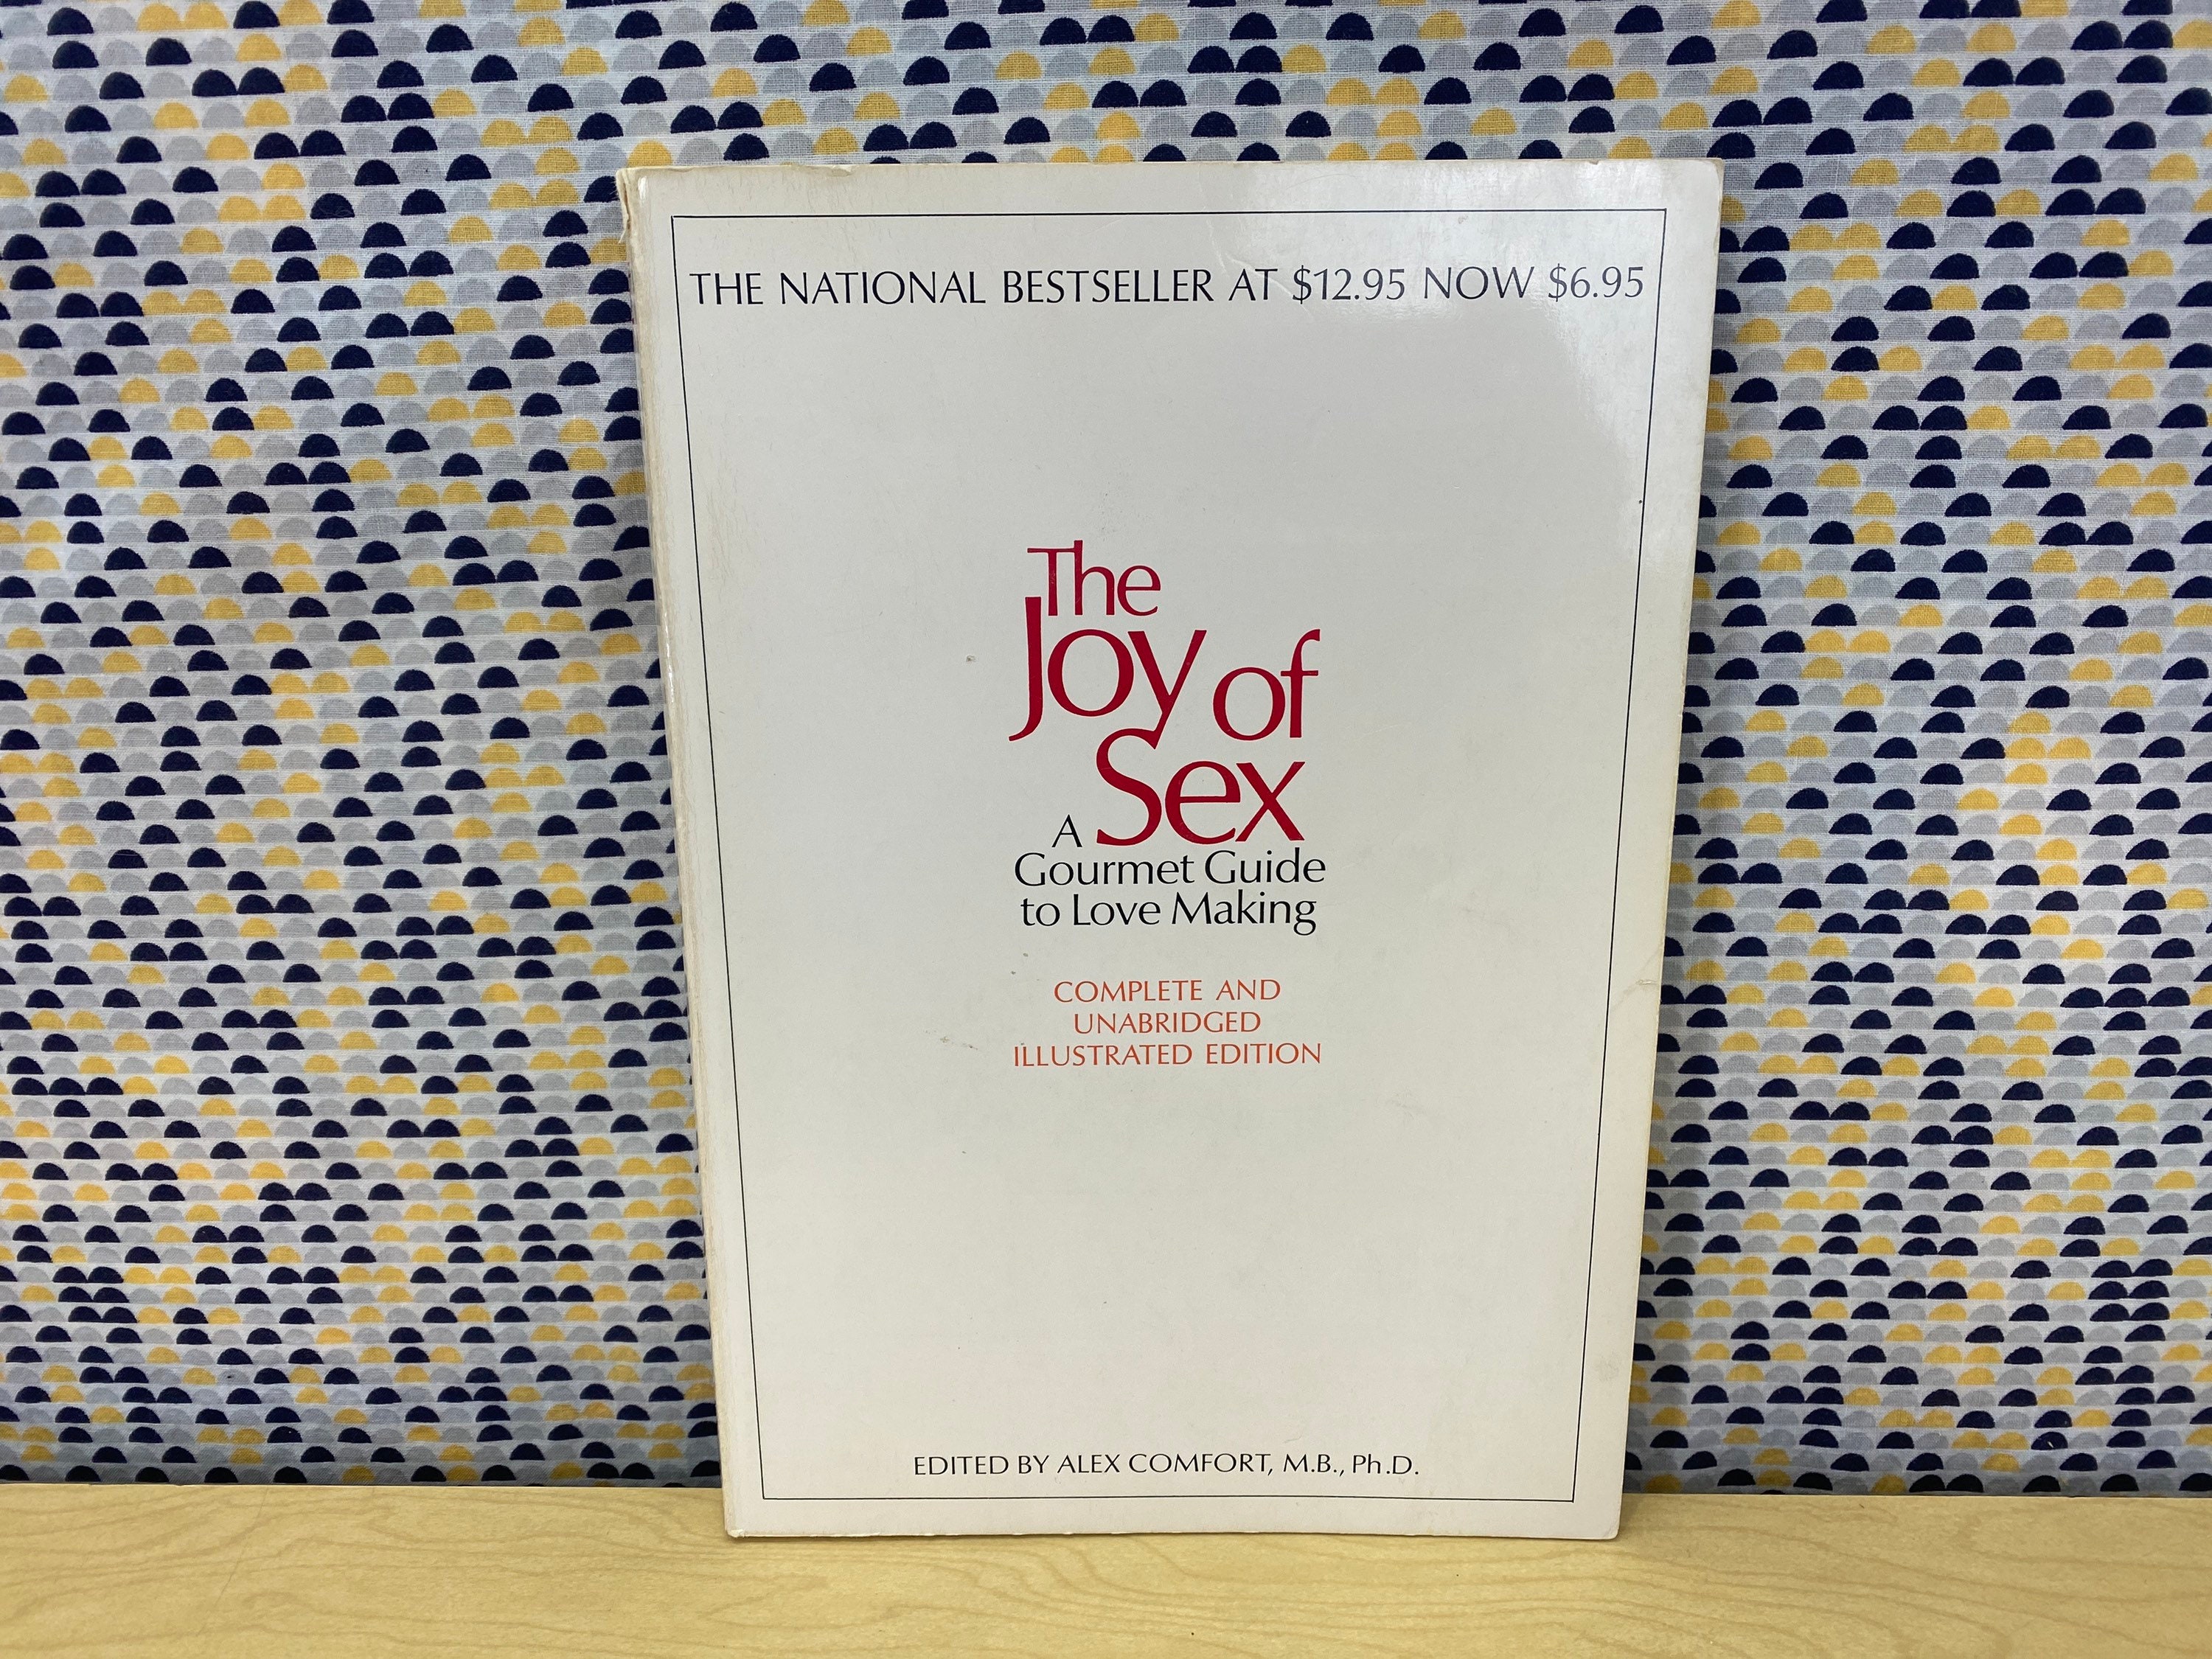 THE NATIONAL BESTSELLER AT $12.95 NOW $6.95
The
Joy of
Sex
A
Gourmet Guide
to Love Making
COMPLETE AND
UNABRIDGED
ILLUSTRATED EDITION
EDITED BY ALEX COMFORT, M.B., Ph.D.